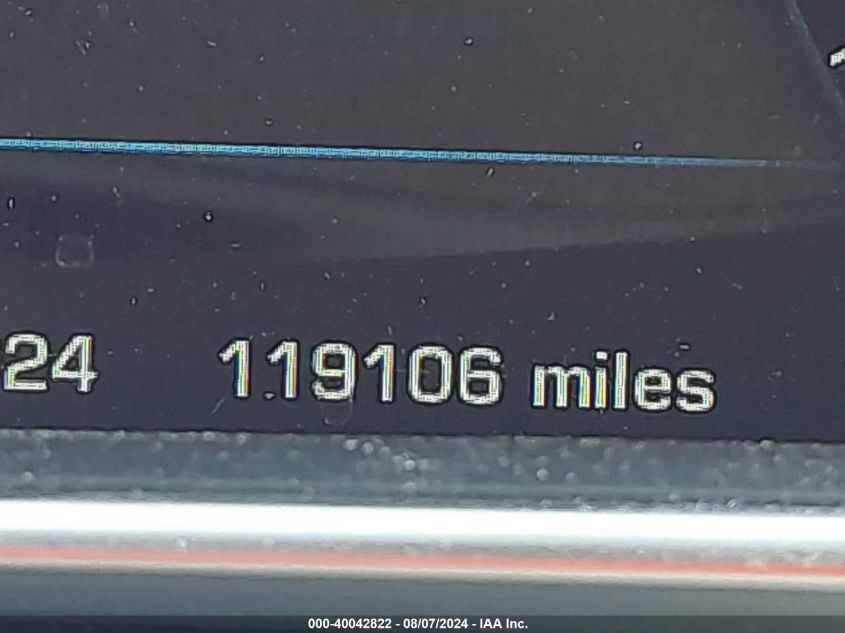 24 119106 miles
000-40042822 - 08/07/2024 - IAA Inc.